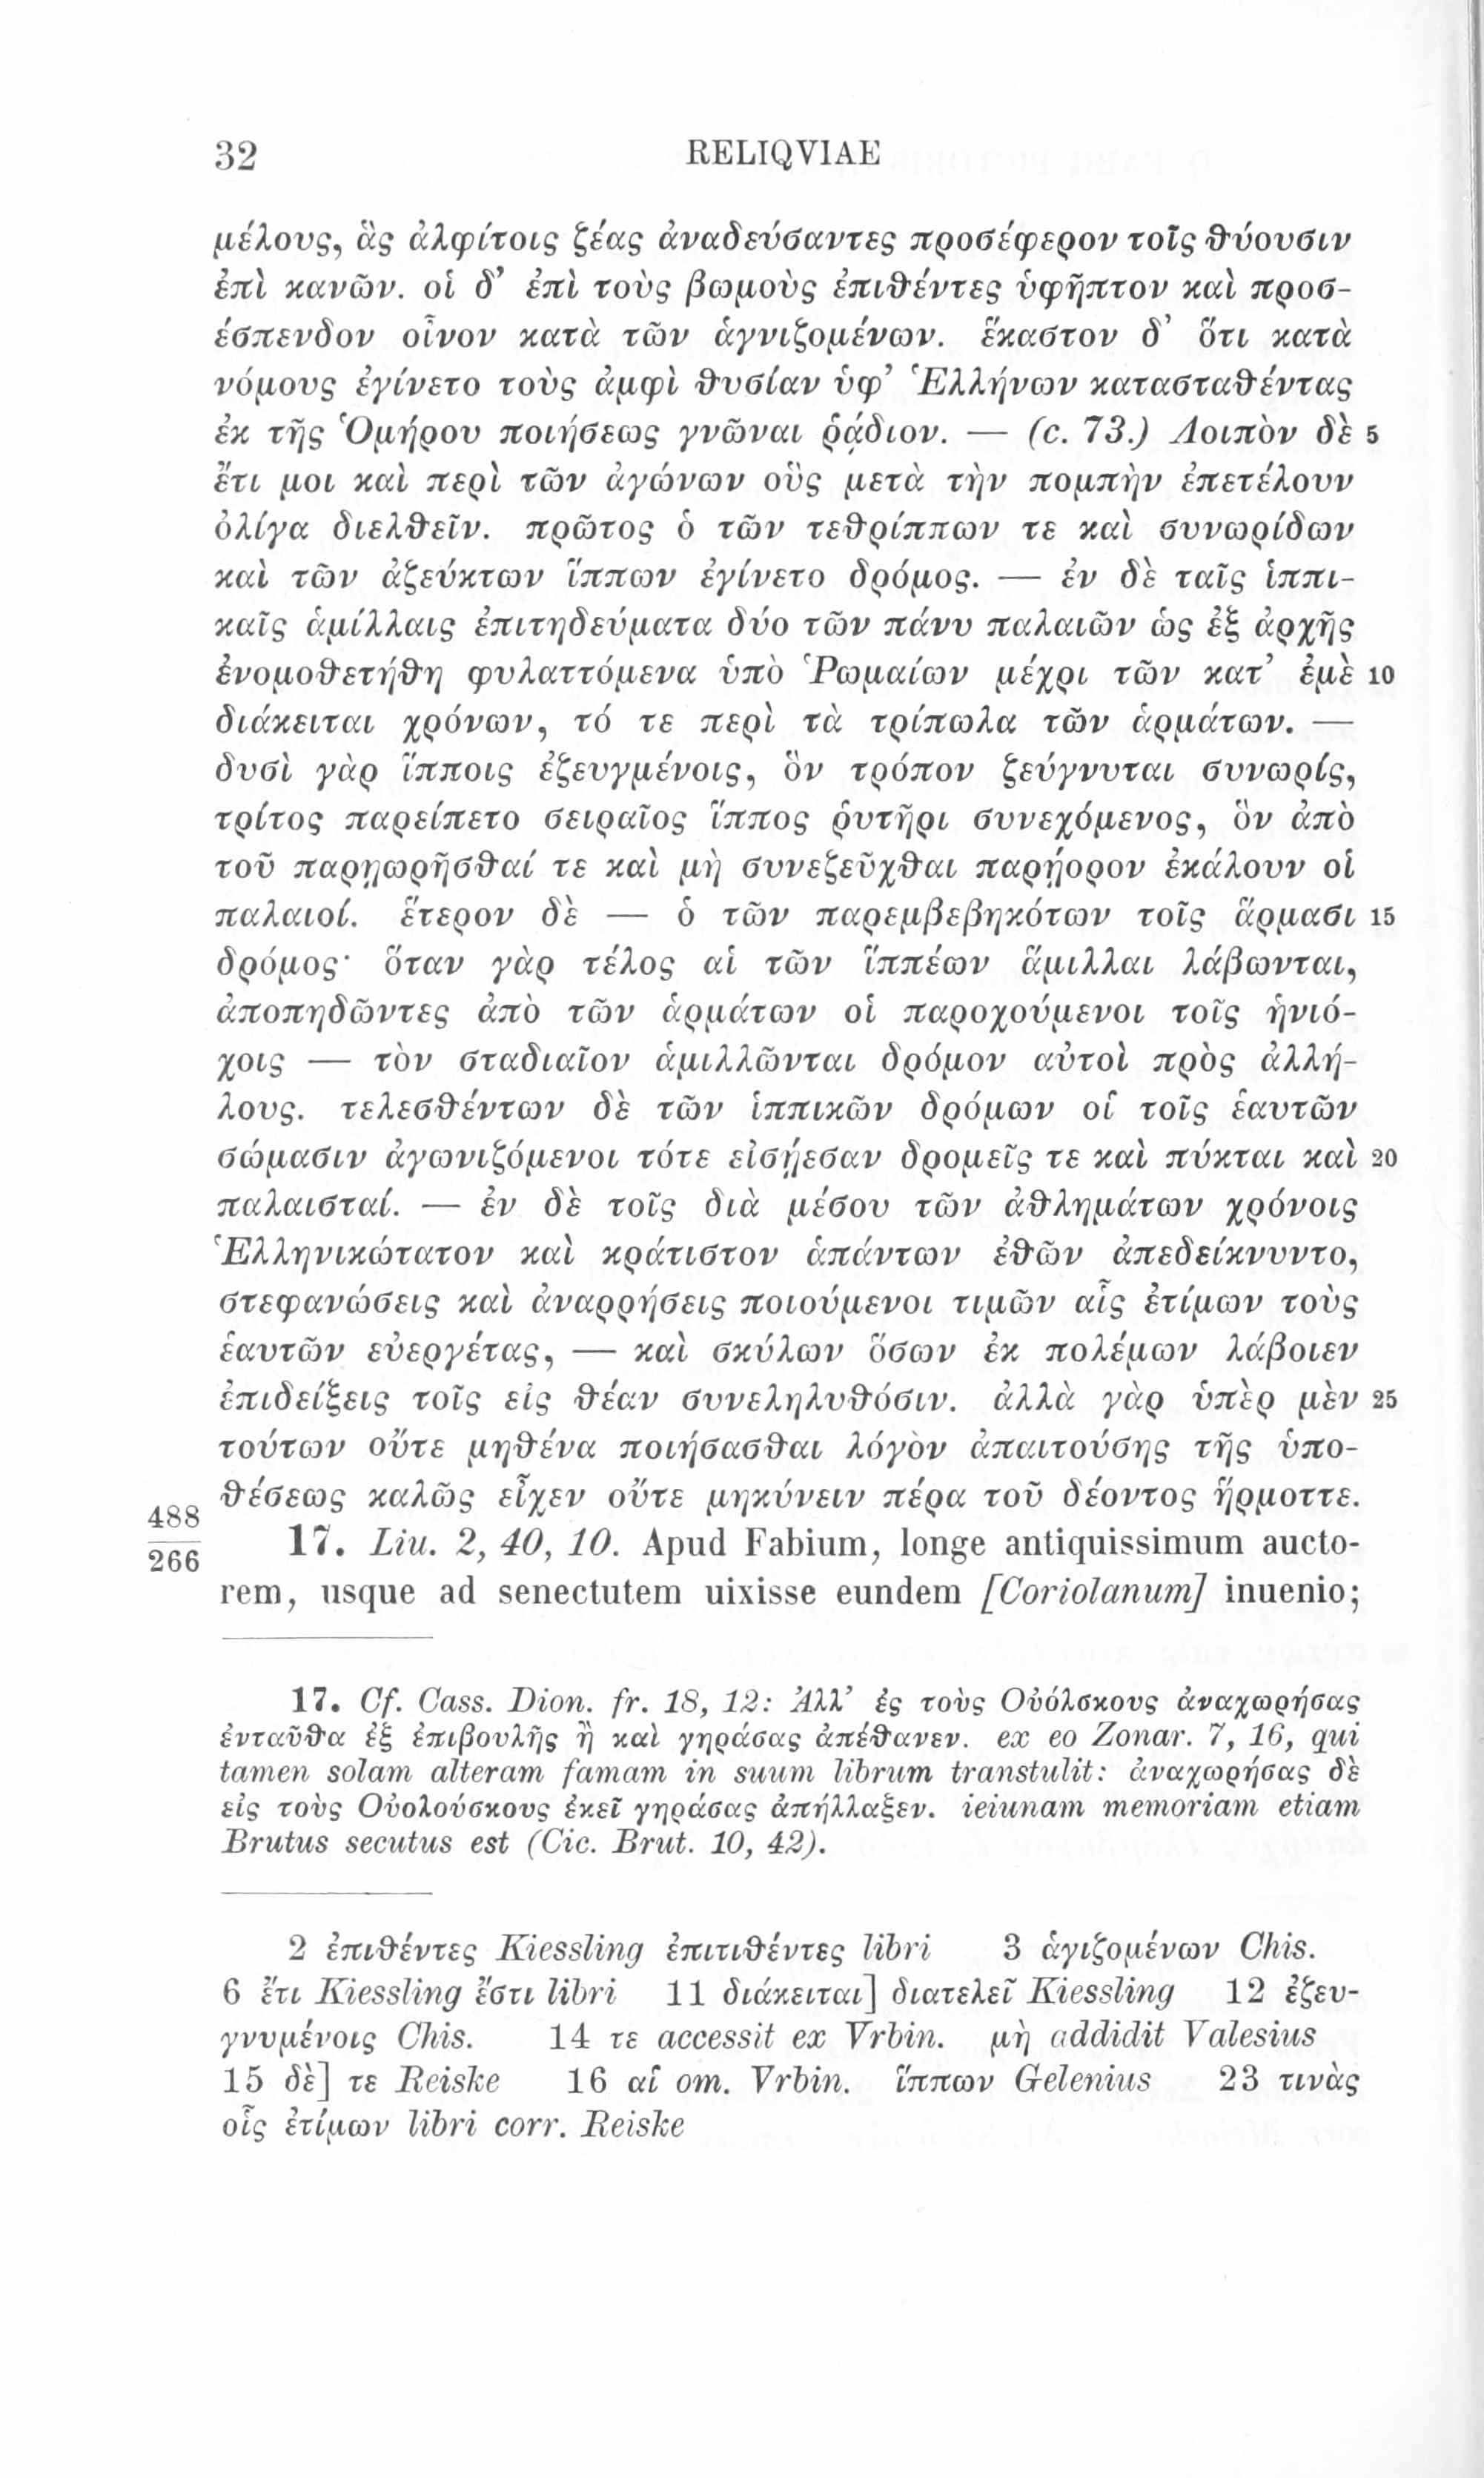 32 RELIQVIAE
μέλους, ἃς ἀλφίτοις ζέας ἀναδεύσαντες προσέφερον τοῖς θύουσιν
ἐπὶ κανῶν. οἱ δ’ ἐπὶ τοὺς βωμοὺς ἐπιθέντες ὑφῆπτον καὶ προσ-
έσπενδον οἶνον κατὰ τῶν ἁγνιζομένων. ἕκαστον δ’ ὅτι κατὰ
νόμους ἐγίνετο τοὺς ἀμφὶ θυσίαν ὑφ’ Ἑλλήνων κατασταθέντας
ἐκ τῆς Ὁμήρου ποιήσεως γνῶναι ῥᾴδιον. — (c. 73.) Λοιπὸν δὲ 5
ἔτι μοι καὶ περὶ τῶν ἀγώνων οὓς μετὰ τὴν πομπὴν ἐπετέλουν
ὀλίγα διελθεῖν. πρῶτος ὁ τῶν τεθρίππων τε καὶ συνωρίδων
καὶ τῶν ἀζεύκτων ἵππων ἐγίνετο δρόμος. — ἐν δὲ ταῖς ἱππι-
καῖς ἁμίλλαις ἐπιτηδεύματα δύο τῶν πάνυ παλαιῶν ὡς ἐξ ἀρχῆς
ἐνομοθετήθη φυλαττόμενα ὑπὸ Ῥωμαίων μέχρι τῶν κατ’ ἐμὲ 10
διάκειται χρόνων, τό τε περὶ τὰ τρίπωλα τῶν ἁρμάτων. —
δυσὶ γὰρ ἵπποις ἐζευγμένοις, ὃν τρόπον ζεύγνυται συνωρίς,
τρίτος παρείπετο σειραῖος ἵππος ῥυτῆρι συνεχόμενος, ὃν ἀπὸ
τοῦ παρῃωρῆσθαί τε καὶ μὴ συνεζεῦχθαι παρῄορον ἐκάλουν οἱ
παλαιοί. ἕτερον δὲ — ὁ τῶν παρεμβεβηκότων τοῖς ἅρμασι 15
δρόμος· ὅταν γὰρ τέλος αἱ τῶν ἵππέων ἅμιλλαι λάβωνται,
ἀποπηδῶντες ἀπὸ τῶν ἁρμάτων οἱ παροχούμενοι τοῖς ἡνιό-
χοις — τὸν σταδιαῖον ἁμιλλῶνται δρόμον αὐτοὶ πρὸς ἀλλή-
λους. τελεσθέντων δὲ τῶν ἱππικῶν δρόμων οἱ τοῖς ἑαυτῶν
σώμασιν ἀγωνιζόμενοι τότε εἰσῄεσαν δρομεῖς τε καὶ πύκται καὶ 20
παλαισταί. — ἐν δὲ τοῖς διὰ μέσου τῶν ἀθλημάτων χρόνοις
Ἑλληνικώτατον καὶ κράτιστον ἁπάντων ἐθῶν ἀπεδείκνυντο,
στεφανώσεις καὶ ἀναρρήσεις ποιούμενοι τιμῶν αἷς ἐτίμων τοὺς
ἑαυτῶν εὐεργέτας, — καὶ σκύλων ὅσων ἐκ πολέμων λάβοιεν
ἐπιδείξεις τοῖς εἰς θέαν συνεληλυθόσιν. ἀλλὰ γὰρ ὑπὲρ μὲν 25
τούτων οὔτε μηθένα ποιήσασθαι λόγον ἀπαιτούσης τῆς ὑπο-
θέσεως καλῶς εἶχεν οὔτε μηκύνειν πέρα τοῦ δέοντος ἥρμοττε.
488
266
17. Liu. 2, 40, 10. Apud Fabium, longe antiquissimum aucto-
rem, usque ad senectutem uixisse eundem [Coriolanum] inuenio;
17. Cf. Cass. Dion. fr. 18, 12: Ἀλλ’ ἐς τοὺς Οὐόλσκους ἀναχωρήσας
ἐνταῦθα ἐξ ἐπιβουλῆς ἢ καὶ γηράσας ἀπέθανεν. ex eo Zonar. 7, 16, qui
tamen solam alteram famam in suum librum transtulit: ἀναχωρήσας δὲ
εἰς τοὺς Οὐολούσκους ἐκεῖ γηράσας ἀπήλλαξεν. ieiunam memoriam etiam
Brutus secutus est (Cic. Brut. 10, 42).
2 ἐπιθέντες Kiessling ἐπιτιθέντες libri 3 ἁγιζομένων Chis.
6 ἔτι Kiessling ἔστι libri 11 διάκειται] διατελεῖ Kiessling 12 ἐζευ-
γνυμένοις Chis. 14 τε accessit ex Vrbin. μὴ addidit Valesius
15 δὲ] τε Reiske 16 αἱ om. Vrbin. ἵππων Gelenius 23 τινὰς
οἷς ἐτίμων libri corr. Reiske